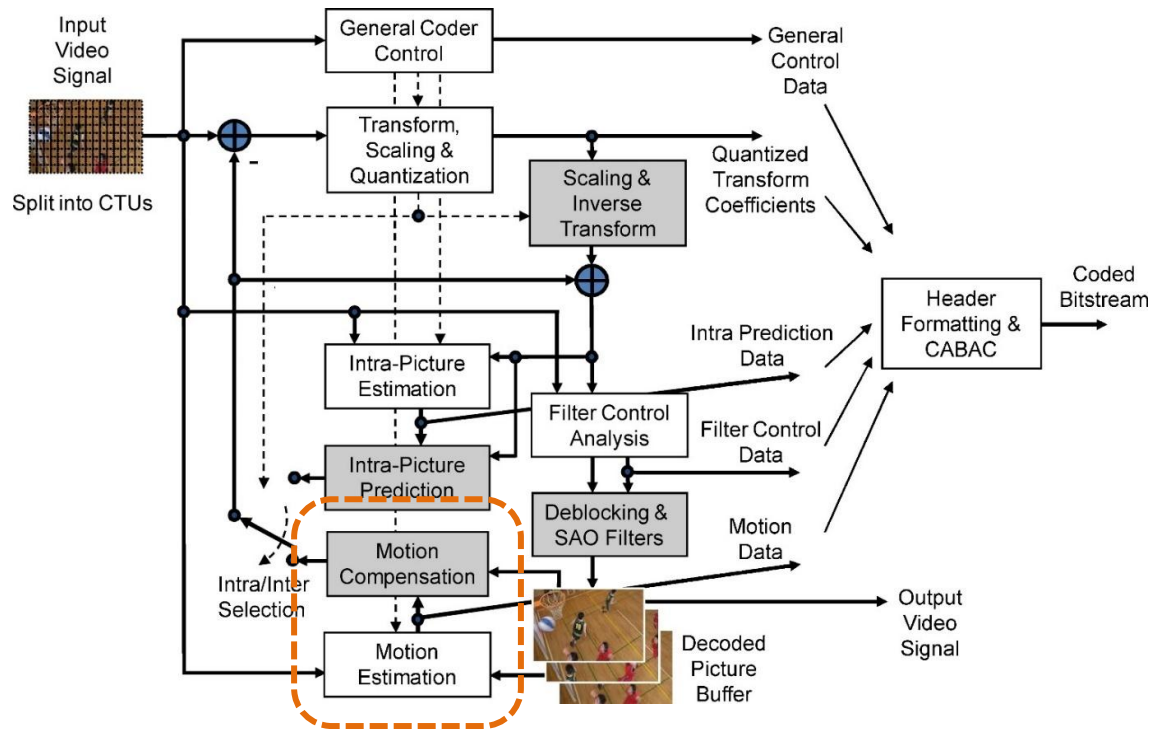 Input
Video
Signal
Split into CTUs
General Coder
Control
General
Control
Data
Transform,
Scaling &
Quantization
-
Quantized
Transform
Coefficients
Scaling &
Inverse
Transform
Header
Formatting &
CABAC
Coded
Bitstream
Intra Prediction
Data
Intra-Picture
Estimation
Filter Control
Analysis
Filter Control
Data
Intra-Picture
Prediction
Deblocking &
SAO Filters
Motion
Compensation
Motion
Data
Intra/Inter
Selection
Motion
Estimation
Decoded
Picture
Buffer
Output
Video
Signal